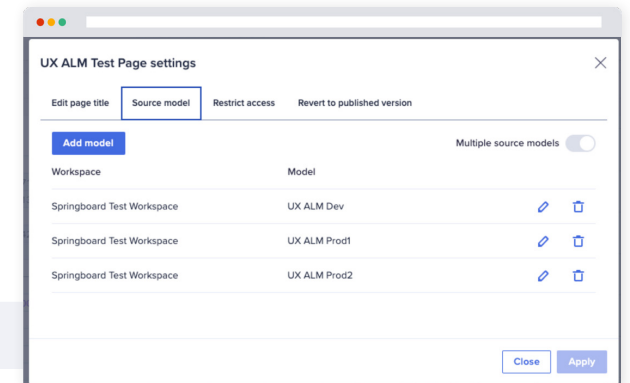 UX ALM Test Page settings
Edit page title Source model Restrict access Revert to published version
Add model Multiple source models
Workspace Model
Springboard Test Workspace UX ALM Dev
Springboard Test Workspace UX ALM Prod1
Springboard Test Workspace UX ALM Prod2
Close Apply